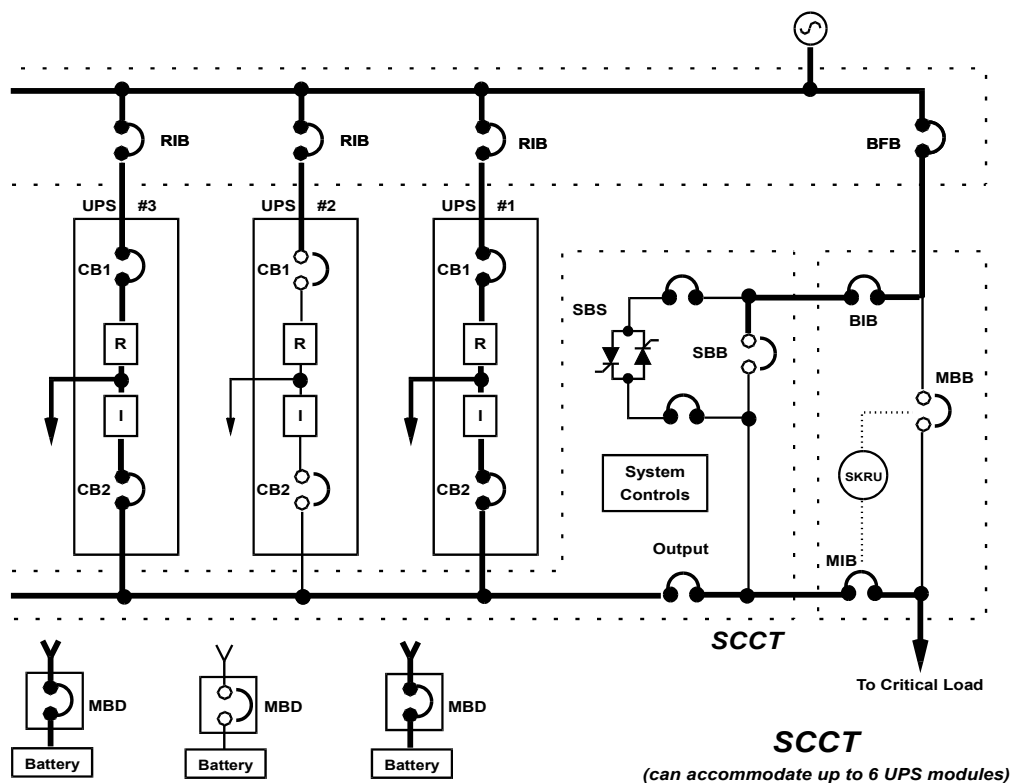 RIB
RIB
RIB
BFB
UPS #3
UPS #2
UPS #1
CB1
CB1
CB1
SBS
BIB
R
R
R
SBB
MBB
I
I
I
System
Controls
SKRU
CB2
CB2
CB2
Output
MIB
SCCT
To Critical Load
MBD
MBD
MBD
SCCT
Battery
Battery
Battery
(can accommodate up to 6 UPS modules)